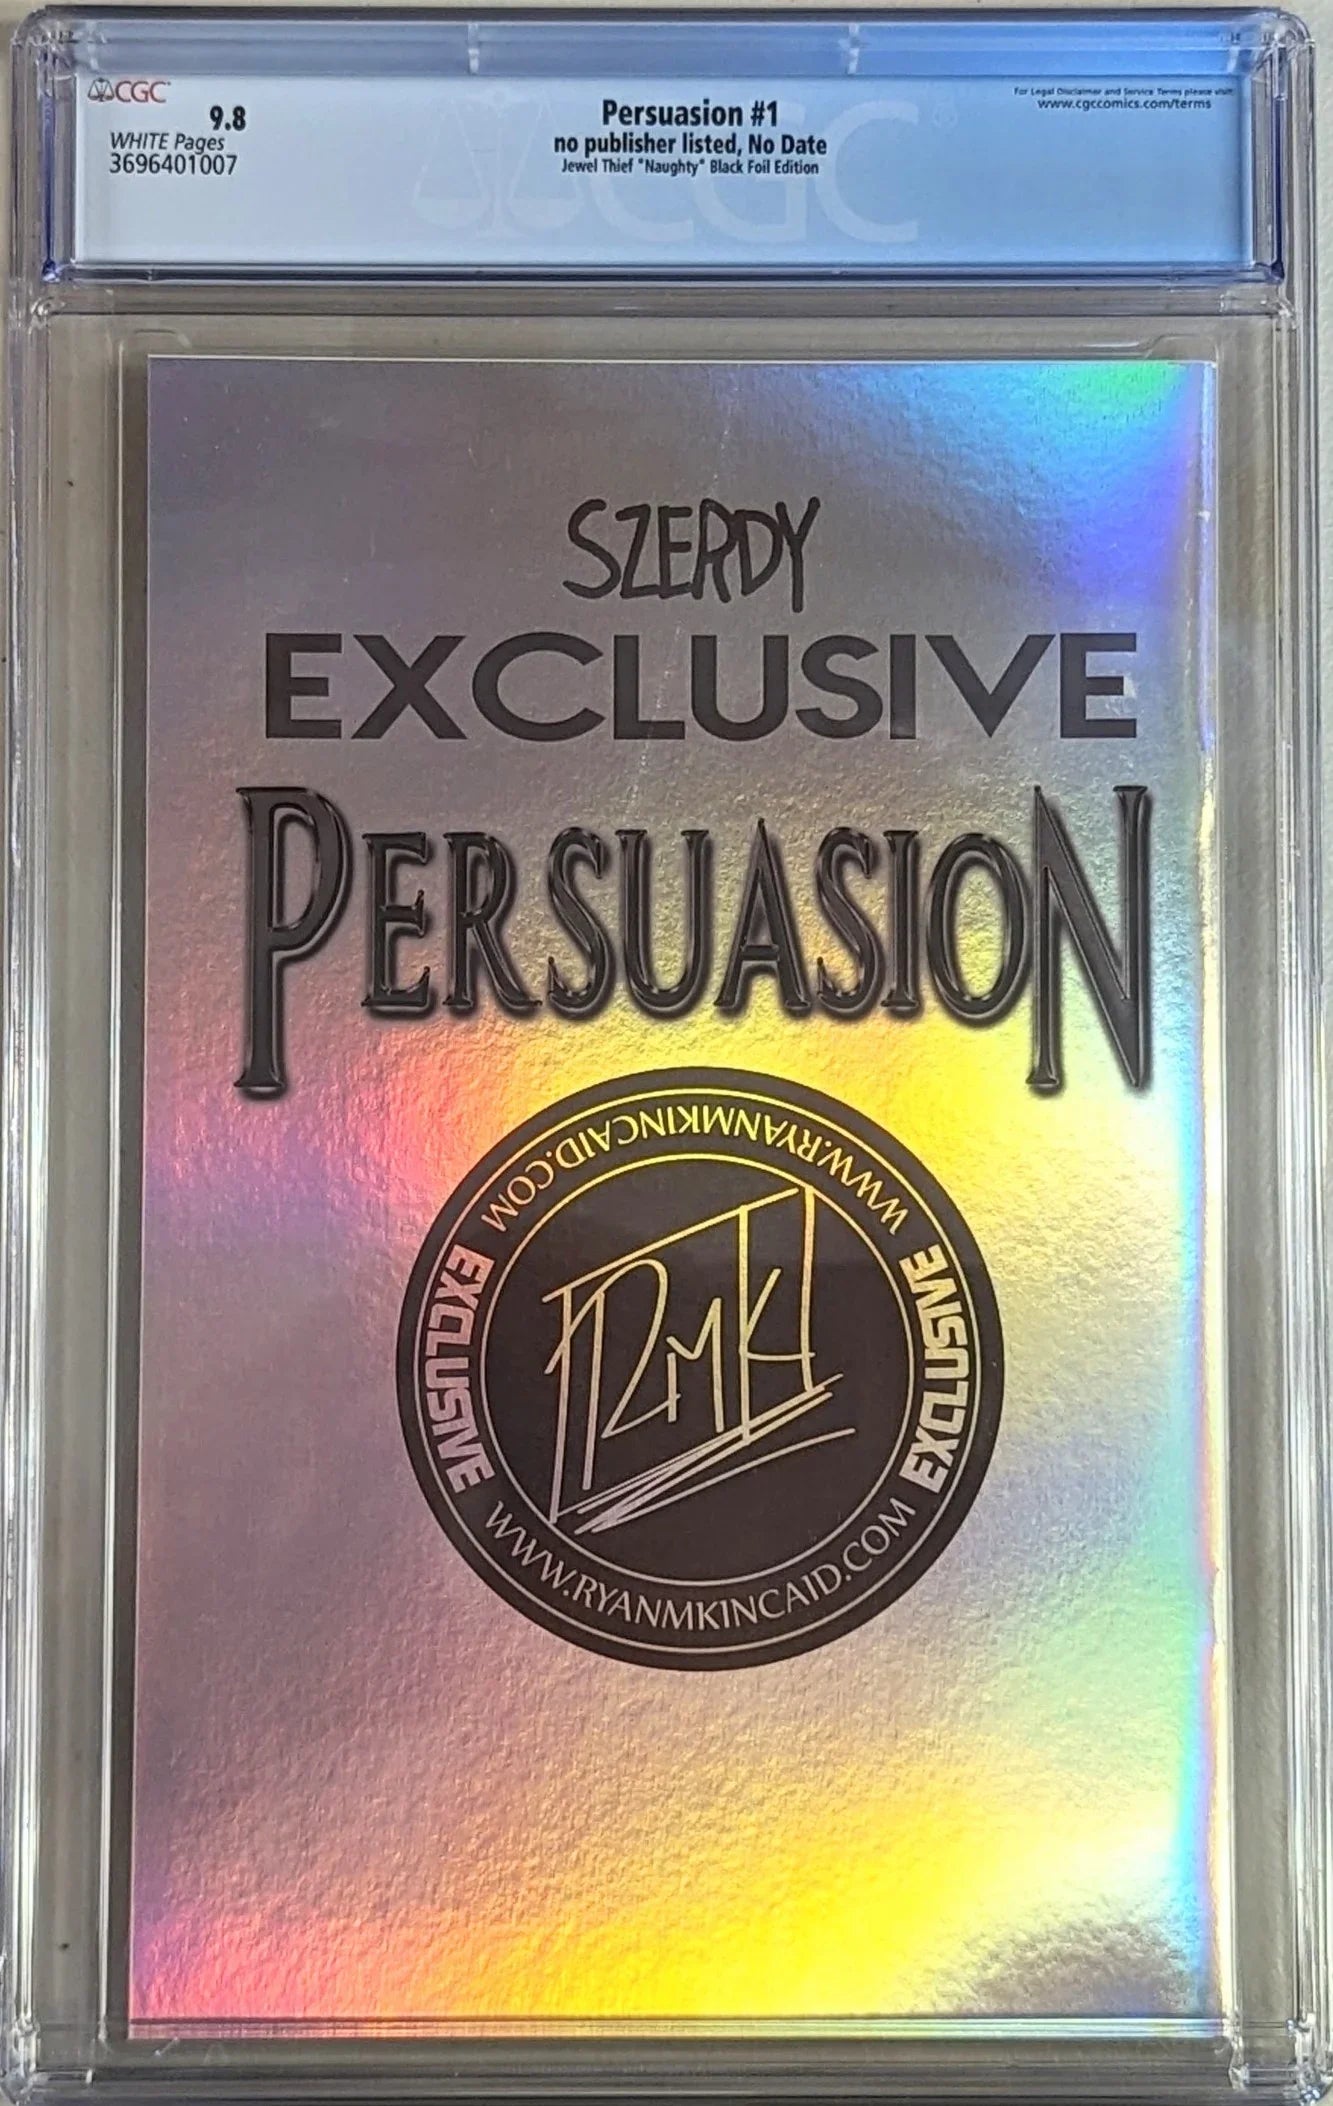 CGC
9.8
WHITE Pages
3696401007
Persuasion #1
no publisher listed, No Date
Jewel Thief "Naughty" Black Foil Edition
For Legal Disclaimer and Service Terms please visit:
www.cgccomics.com/terms
CGC
SZERDY
EXCLUSIVE
PERSUASION
WWW.RYANMKINCAID.COM
EXCLUSIVE
RMK
EXCLUSIVE
WWW.RYANMKINCAID.COM